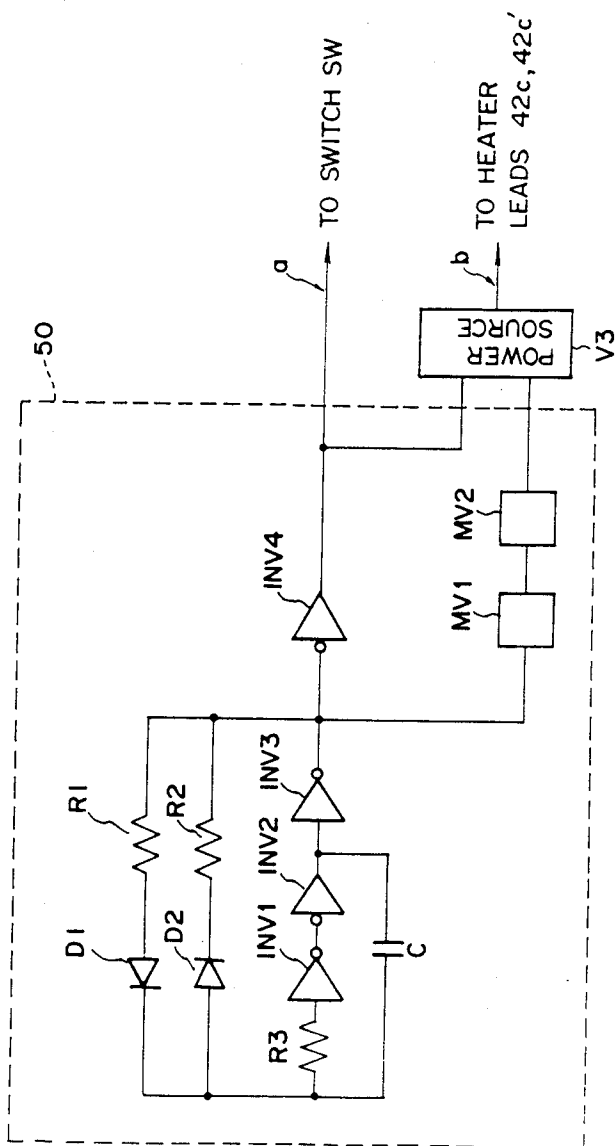 50
D1
R1
D2
R2
R3
INV1
INV2
INV3
INV4
C
MV1
MV2
a
TO SWITCH SW
POWER
SOURCE
V3
b
TO HEATER
LEADS 42c, 42c'